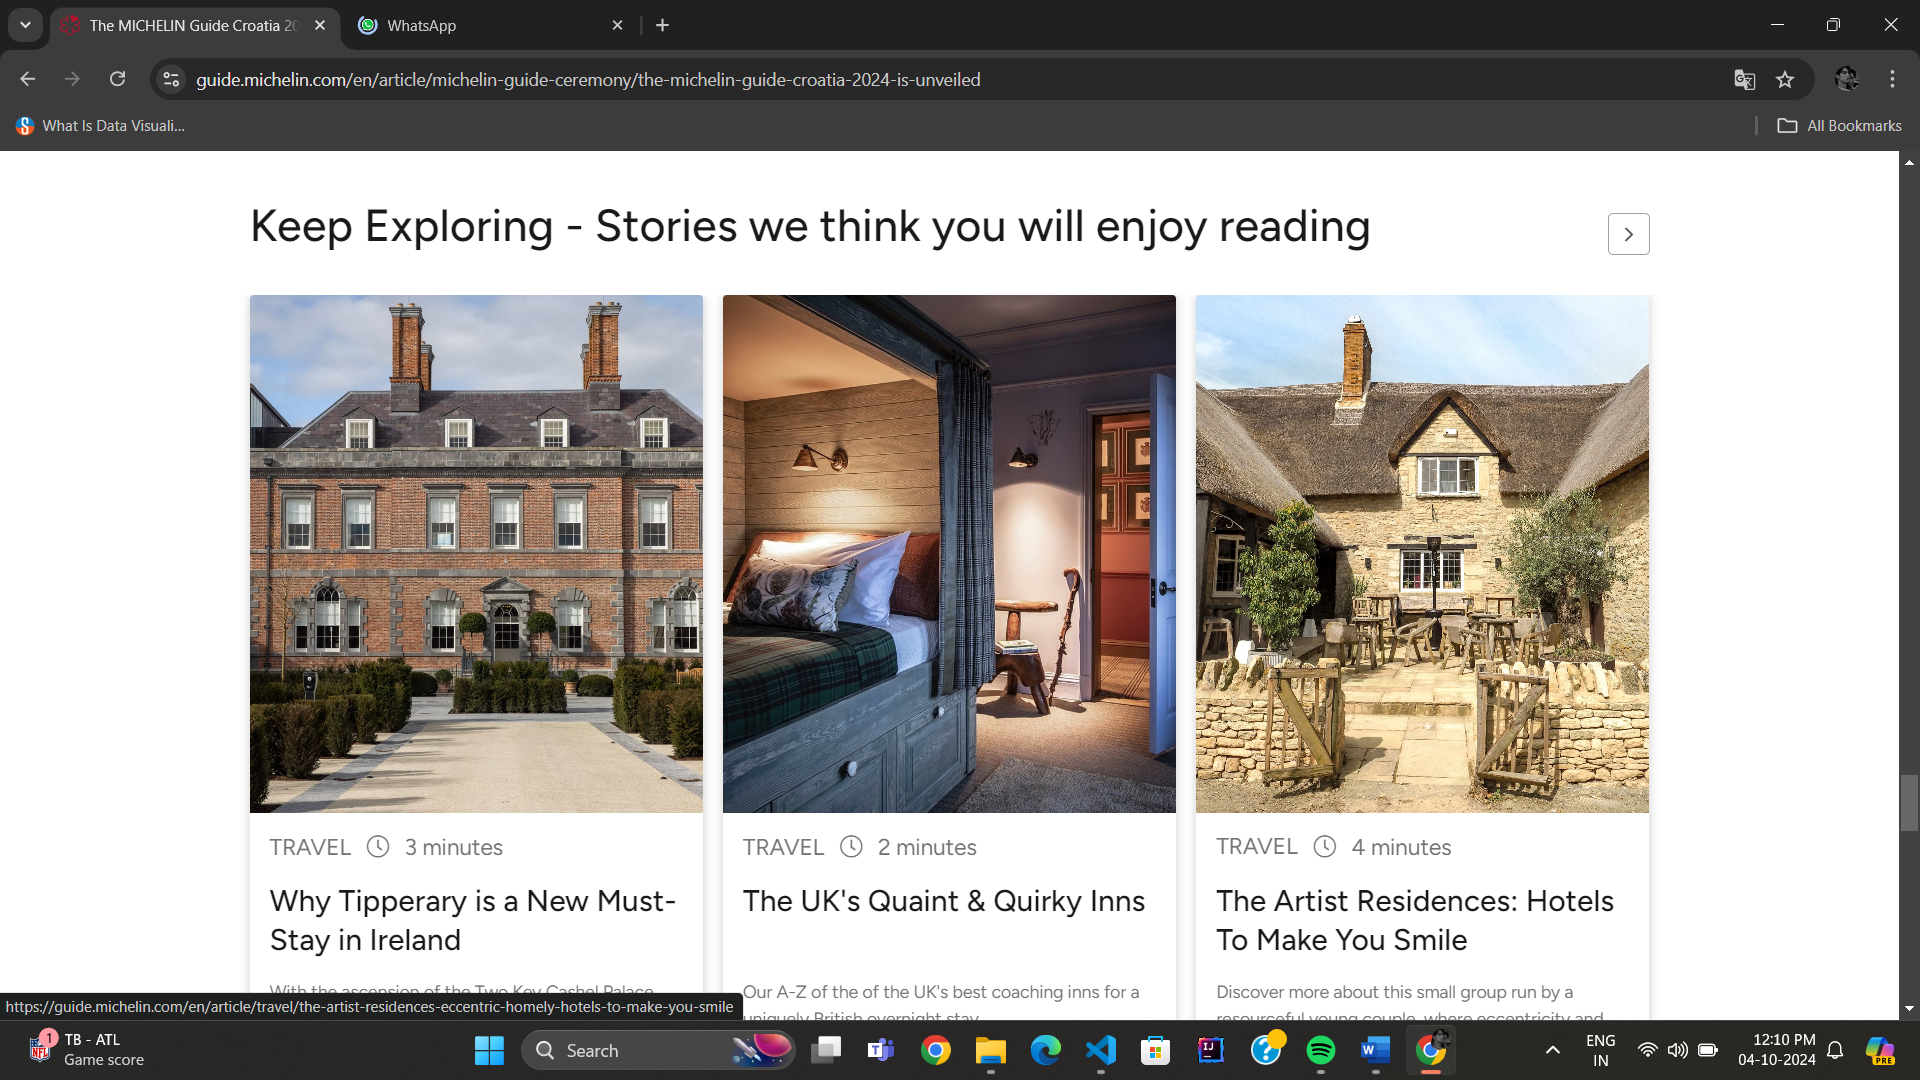 The MICHELIN Guide Croatia 20
WhatsApp
guide.michelin.com/en/article/michelin-guide-ceremony/the-michelin-guide-croatia-2024-is-unveiled
What Is Data Visuali...
All Bookmarks
Keep Exploring - Stories we think you will enjoy reading
TRAVEL 3 minutes
Why Tipperary is a New Must-
Stay in Ireland
With the ascension of the Two Key Cashel Palace
TRAVEL 2 minutes
The UK's Quaint & Quirky Inns
Our A-Z of the of the UK's best coaching inns for a
uniquely British overnight stay
TRAVEL 4 minutes
The Artist Residences: Hotels
To Make You Smile
Discover more about this small group run by a
resourceful young couple, where eccentricity and
https://guide.michelin.com/en/article/travel/the-artist-residences-eccentric-homely-hotels-to-make-you-smile
1
NFL
TB - ATL
Game score
Search
IJ
W
PRE
ENG
IN
12:10 PM
04-10-2024